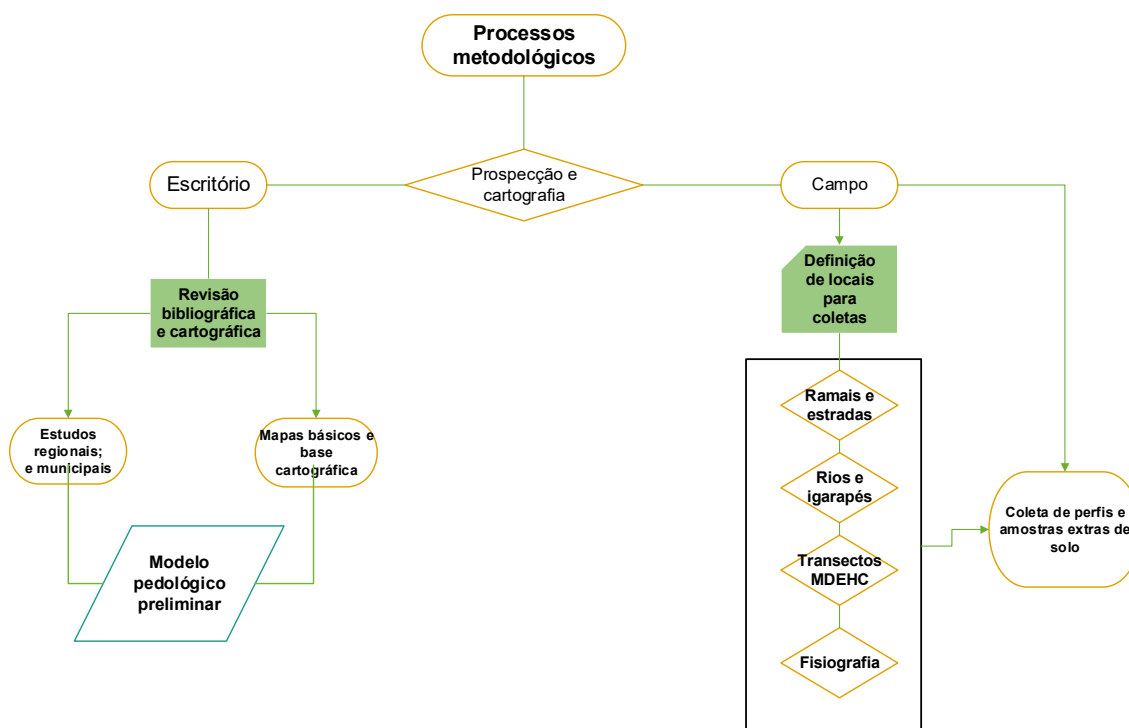 Processos
metodológicos
Prospecção e
cartografia
Escritório
Campo
Revisão
bibliográfica
e cartográfica
Definição
de locais
para
coletas
Estudos
regionais;
e municipais
Mapas básicos e
base
cartográfica
Modelo
pedológico
preliminar
Ramais e
estradas
Rios e
igarapés
Transectos
MDEHC
Fisiografia
Coleta de perfis e
amostras extras de
solo